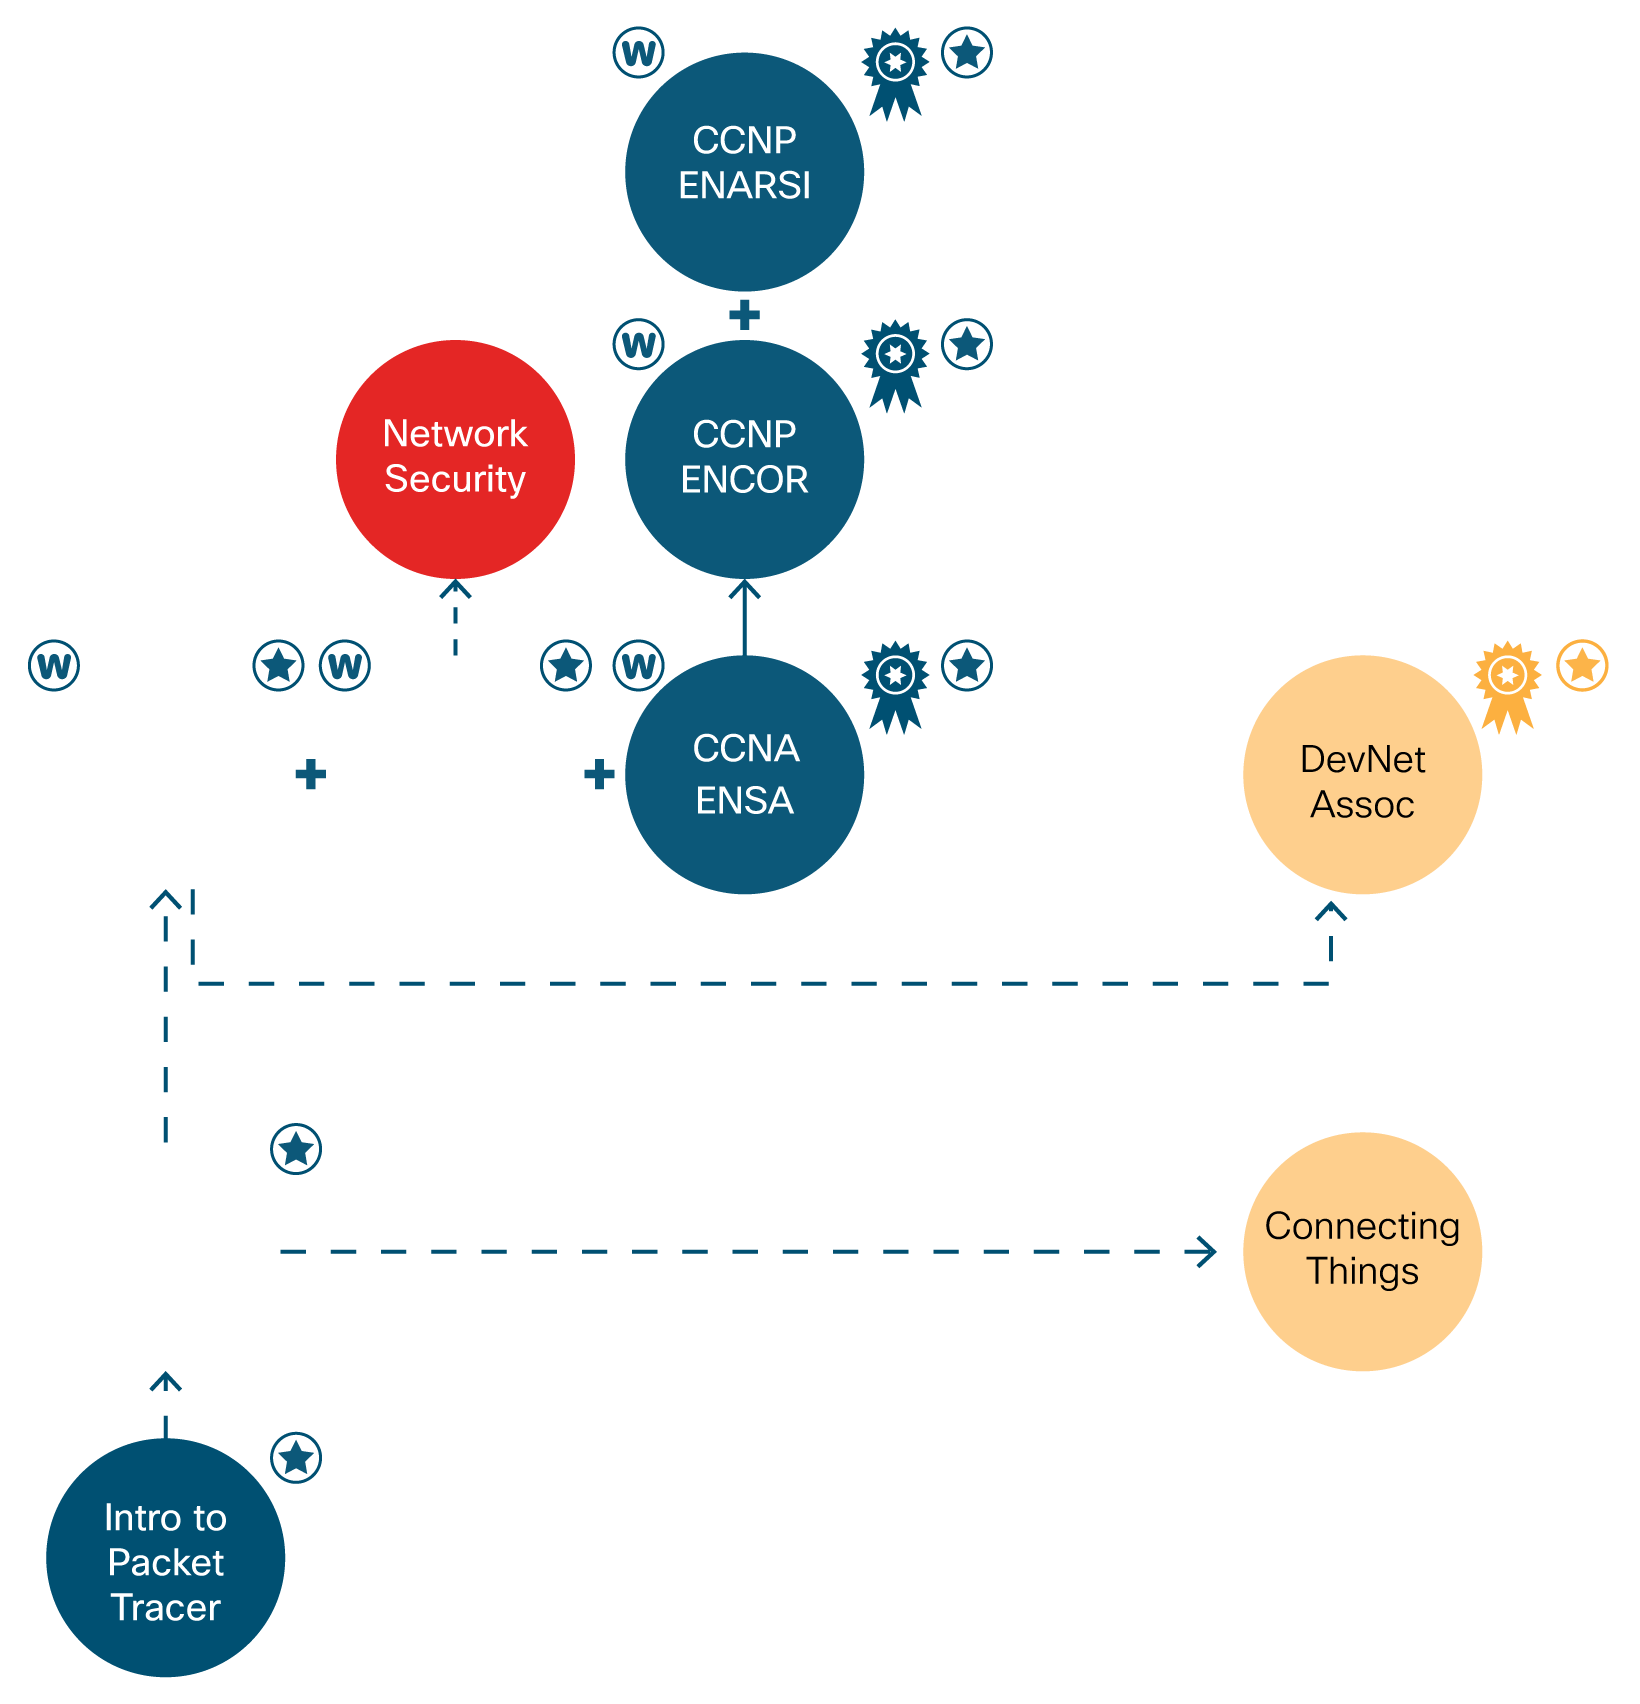 W
CCNP
ENARSI
W
Network
Security
CCNP
ENCOR
W
W
W
CCNA
ENSA
DevNet
Assoc
Connecting
Things
Intro to
Packet
Tracer